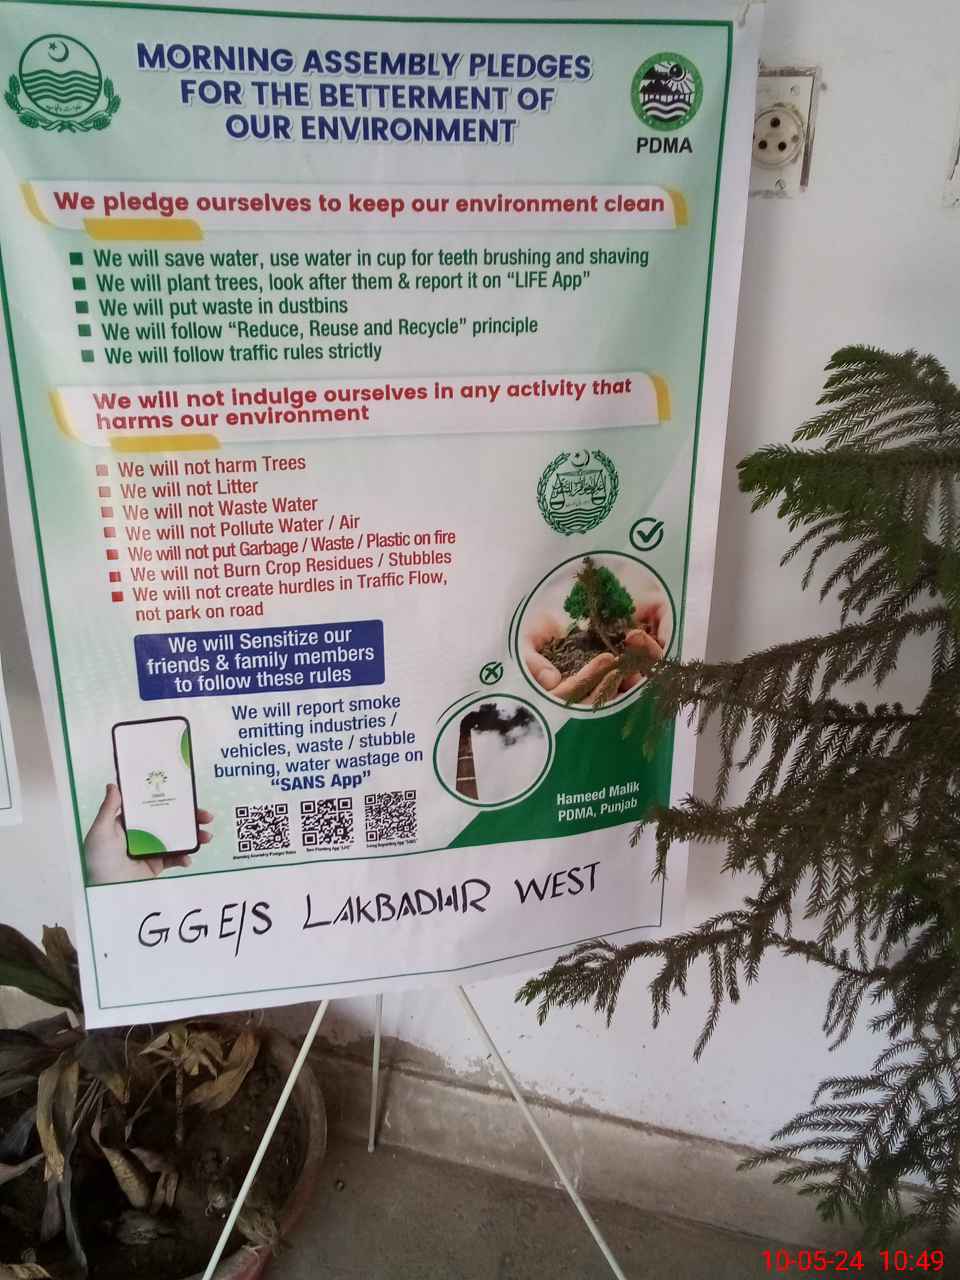 MORNING ASSEMBLY PLEDGES
FOR THE BETTERMENT OF
OUR ENVIRONMENT
PDMA
We pledge ourselves to keep our environment clean
We will save water, use water in cup for teeth brushing and shaving
We will plant trees, look after them & report it on “LIFE App”
We will put waste in dustbins
We will follow “Reduce, Reuse and Recycle” principle
We will follow traffic rules strictly
We will not indulge ourselves in any activity that
harms our environment
We will not harm Trees
We will not Litter
We will not Waste Water
We will not Pollute Water / Air
We will not put Garbage / Waste / Plastic on fire
We will not Burn Crop Residues / Stubbles
We will not create hurdles in Traffic Flow,
not park on road
We will Sensitize our
friends & family members
to follow these rules
We will report smoke
emitting industries /
vehicles, waste / stubble
burning, water wastage on
“SANS App”
Hameed Malik
PDMA, Punjab
GGE/S LAKBADHR WEST
10-05-24 10:49